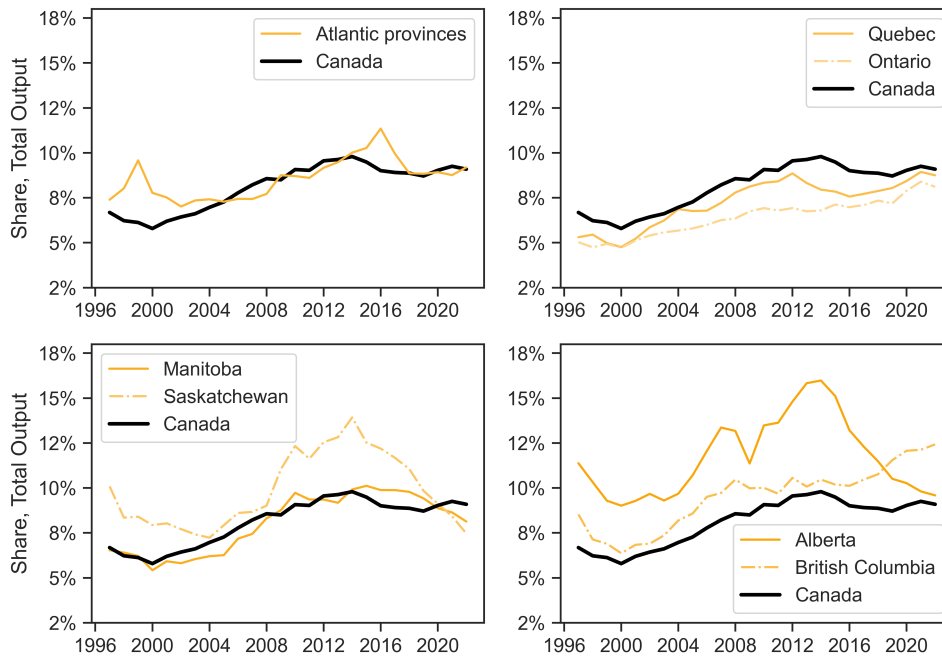 18%
15%
12%
10%
8%
5%
2%
Share, Total Output
Atlantic provinces
Canada
1996 2000 2004 2008 2012 2016 2020
Quebec
Ontario
Canada
18%
15%
12%
10%
8%
5%
2%
1996 2000 2004 2008 2012 2016 2020
18%
15%
12%
10%
8%
5%
2%
Share, Total Output
Manitoba
Saskatchewan
Canada
1996 2000 2004 2008 2012 2016 2020
18%
15%
12%
10%
8%
5%
2%
Alberta
British Columbia
Canada
1996 2000 2004 2008 2012 2016 2020